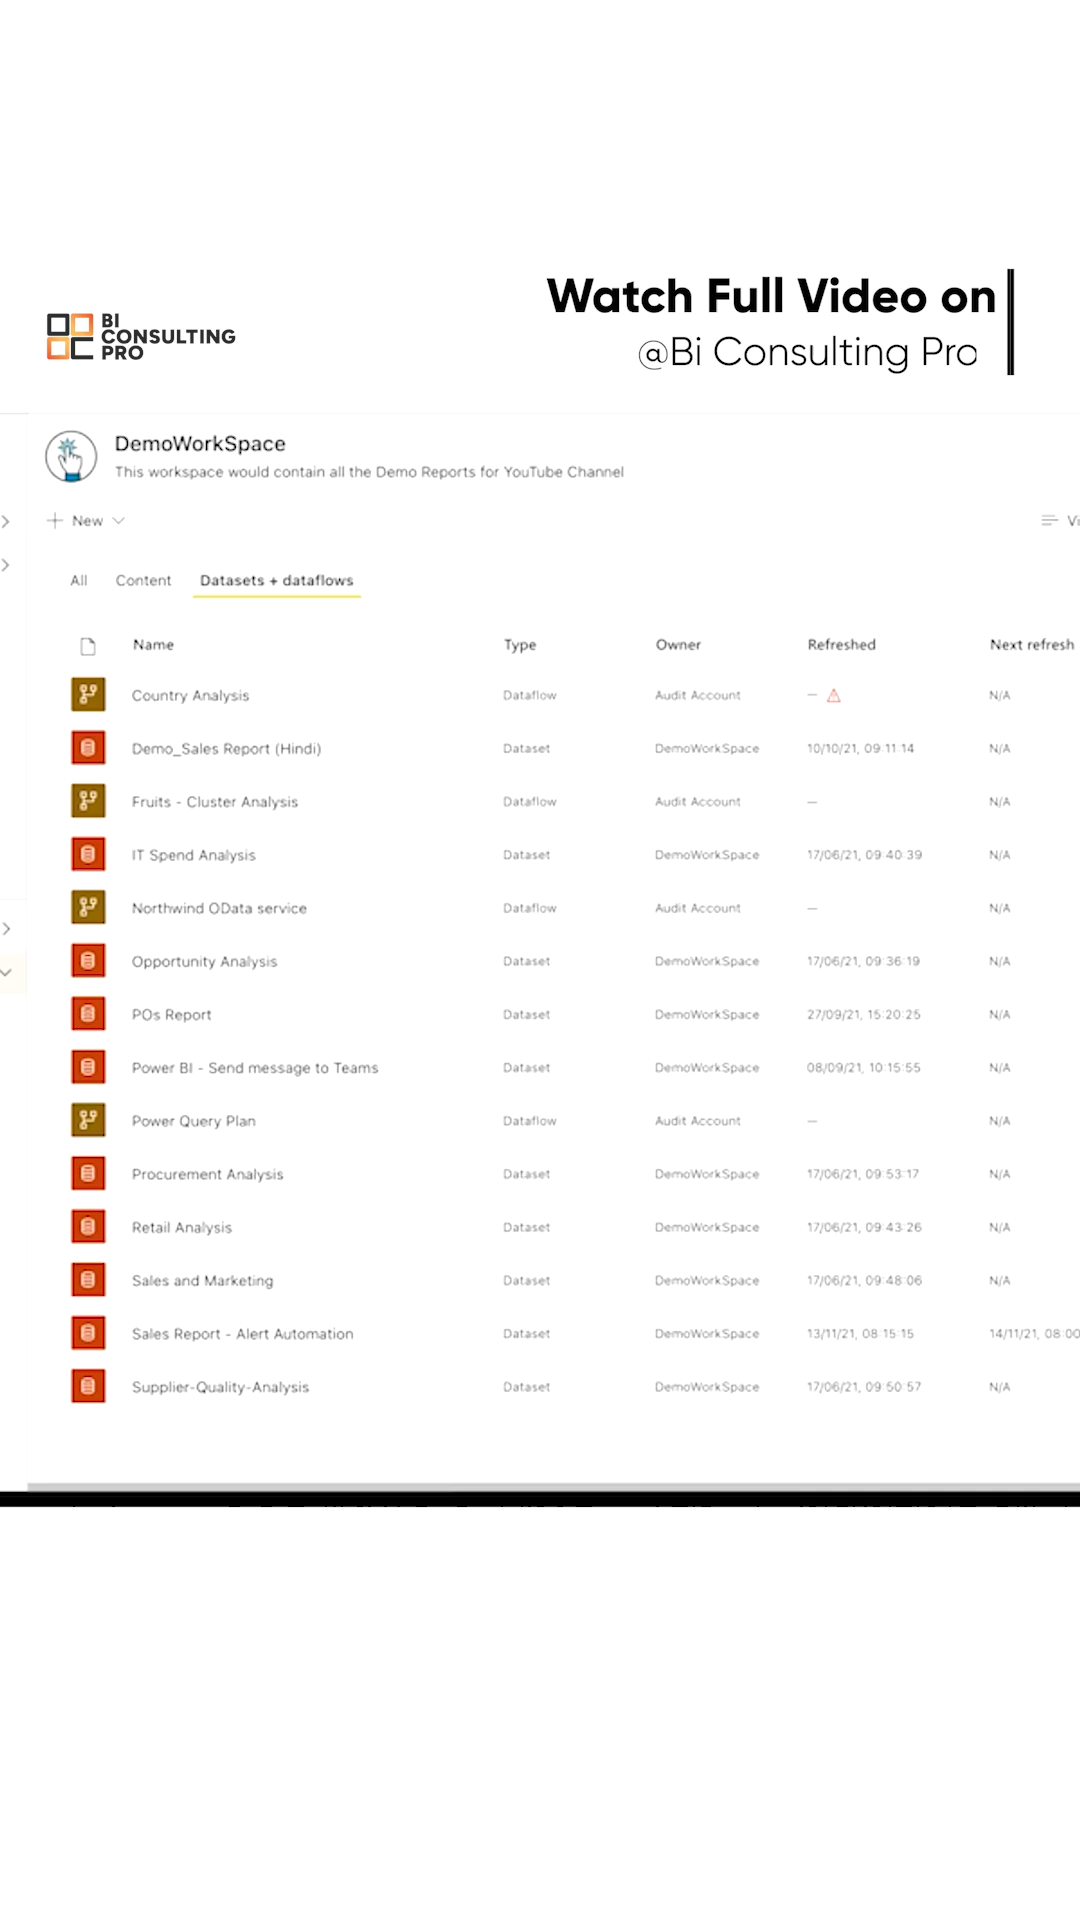 BI
CONSULTING
PRO
Watch Full Video on
@Bi Consulting Pro
DemoWorkSpace
This workspace would contain all the Demo Reports for YouTube Channel
New
All Content Datasets + dataflows
Name Type Owner Refreshed Next refresh
Country Analysis Dataflow Audit Account — N/A
Demo_Sales Report (Hindi) Dataset DemoWorkSpace 10/10/21, 09:11:14 N/A
Fruits - Cluster Analysis Dataflow Audit Account — N/A
IT Spend Analysis Dataset DemoWorkSpace 17/06/21, 09:40:39 N/A
Northwind OData service Dataflow Audit Account — N/A
Opportunity Analysis Dataset DemoWorkSpace 17/06/21, 09:36:19 N/A
POs Report Dataset DemoWorkSpace 27/09/21, 15:20:25 N/A
Power BI - Send message to Teams Dataset DemoWorkSpace 08/09/21, 10:15:55 N/A
Power Query Plan Dataflow Audit Account — N/A
Procurement Analysis Dataset DemoWorkSpace 17/06/21, 09:53:17 N/A
Retail Analysis Dataset DemoWorkSpace 17/06/21, 09:43:26 N/A
Sales and Marketing Dataset DemoWorkSpace 17/06/21, 09:48:06 N/A
Sales Report - Alert Automation Dataset DemoWorkSpace 13/11/21, 08:15:15 14/11/21, 08:00
Supplier-Quality-Analysis Dataset DemoWorkSpace 17/06/21, 09:50:57 N/A